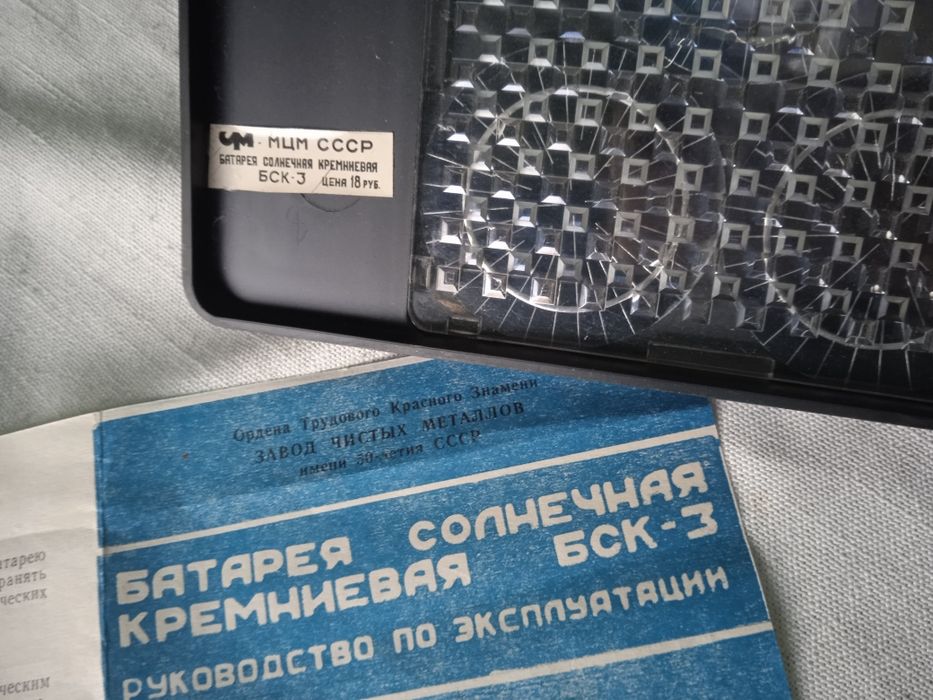 МЦМ СССР
БАТАРЕЯ СОЛНЕЧНАЯ КРЕМНИЕВАЯ
БСК-3 ЦЕНА 18 РУБ.
Ордена Трудового Красного Знамени
ЗАВОД ЧИСТЫХ МЕТАЛЛОВ
имени 50-летия СССР
БАТАРЕЯ СОЛНЕЧНАЯ
КРЕМНИЕВАЯ БСК-3
РУКОВОДСТВО ПО ЭКСПЛУАТАЦИИ